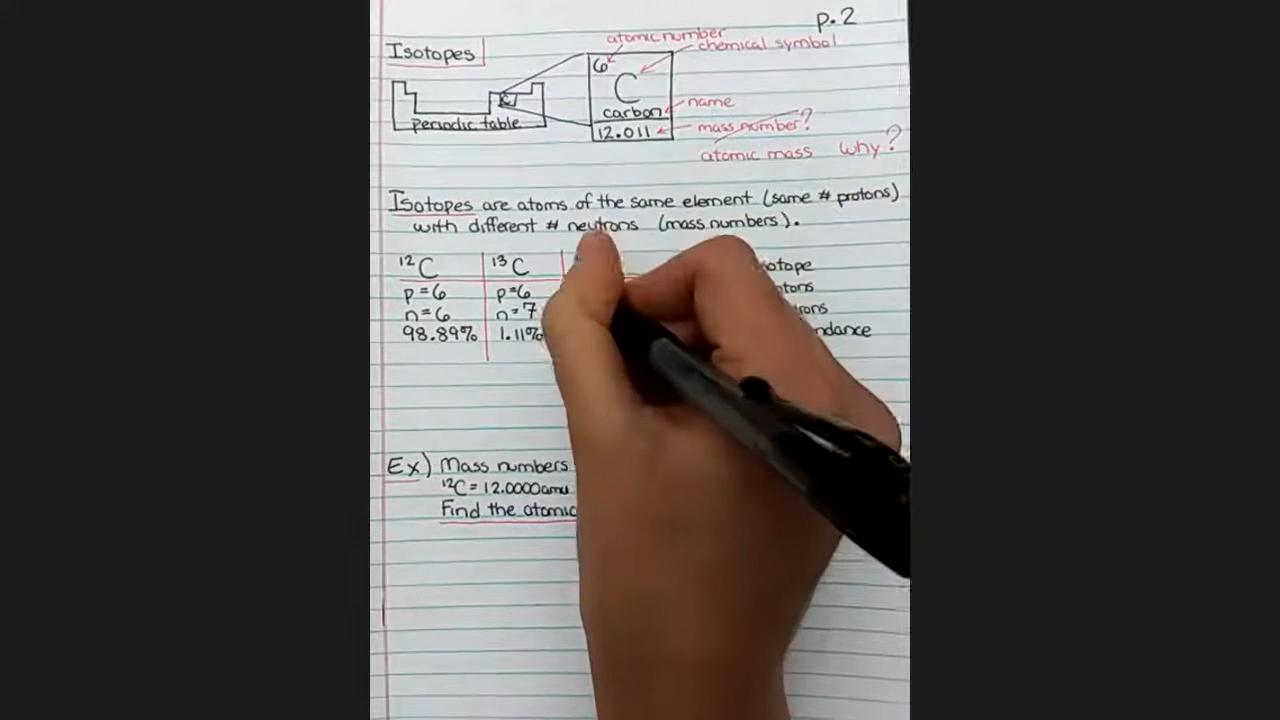 p.2
Isotopes
atomic number
chemical symbol
6
C
C
carbon
name
periodic table
12.011
mass number?
atomic mass why?
Isotopes are atoms of the same element (same # protons)
with different # neutrons (mass numbers).
¹²C ¹³C
p=6 p=6
n=6 n=7
98.89% 1.11%
Ex) Mass numbers
¹²C = 12.0000amu
Find the atomic